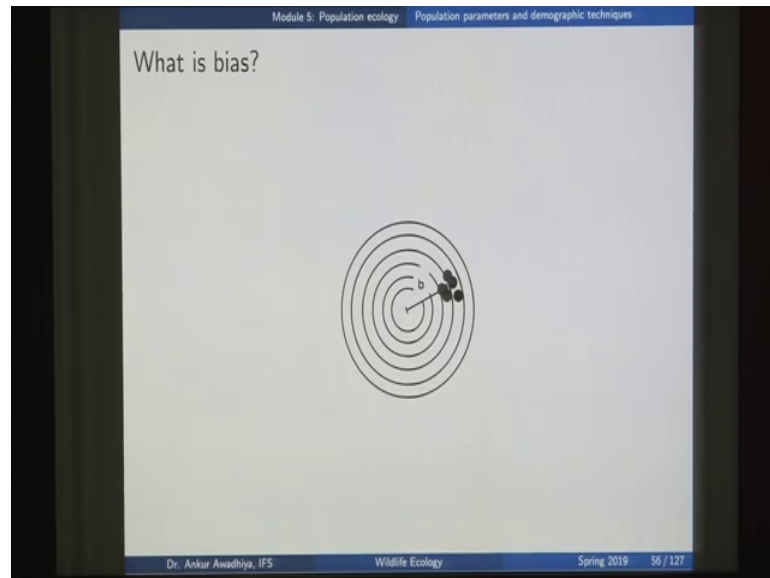 Module 5: Population ecology Population parameters and demographic techniques
What is bias?
b
Dr. Ankur Awadhiya, IFS Wildlife Ecology Spring 2019 56 / 127